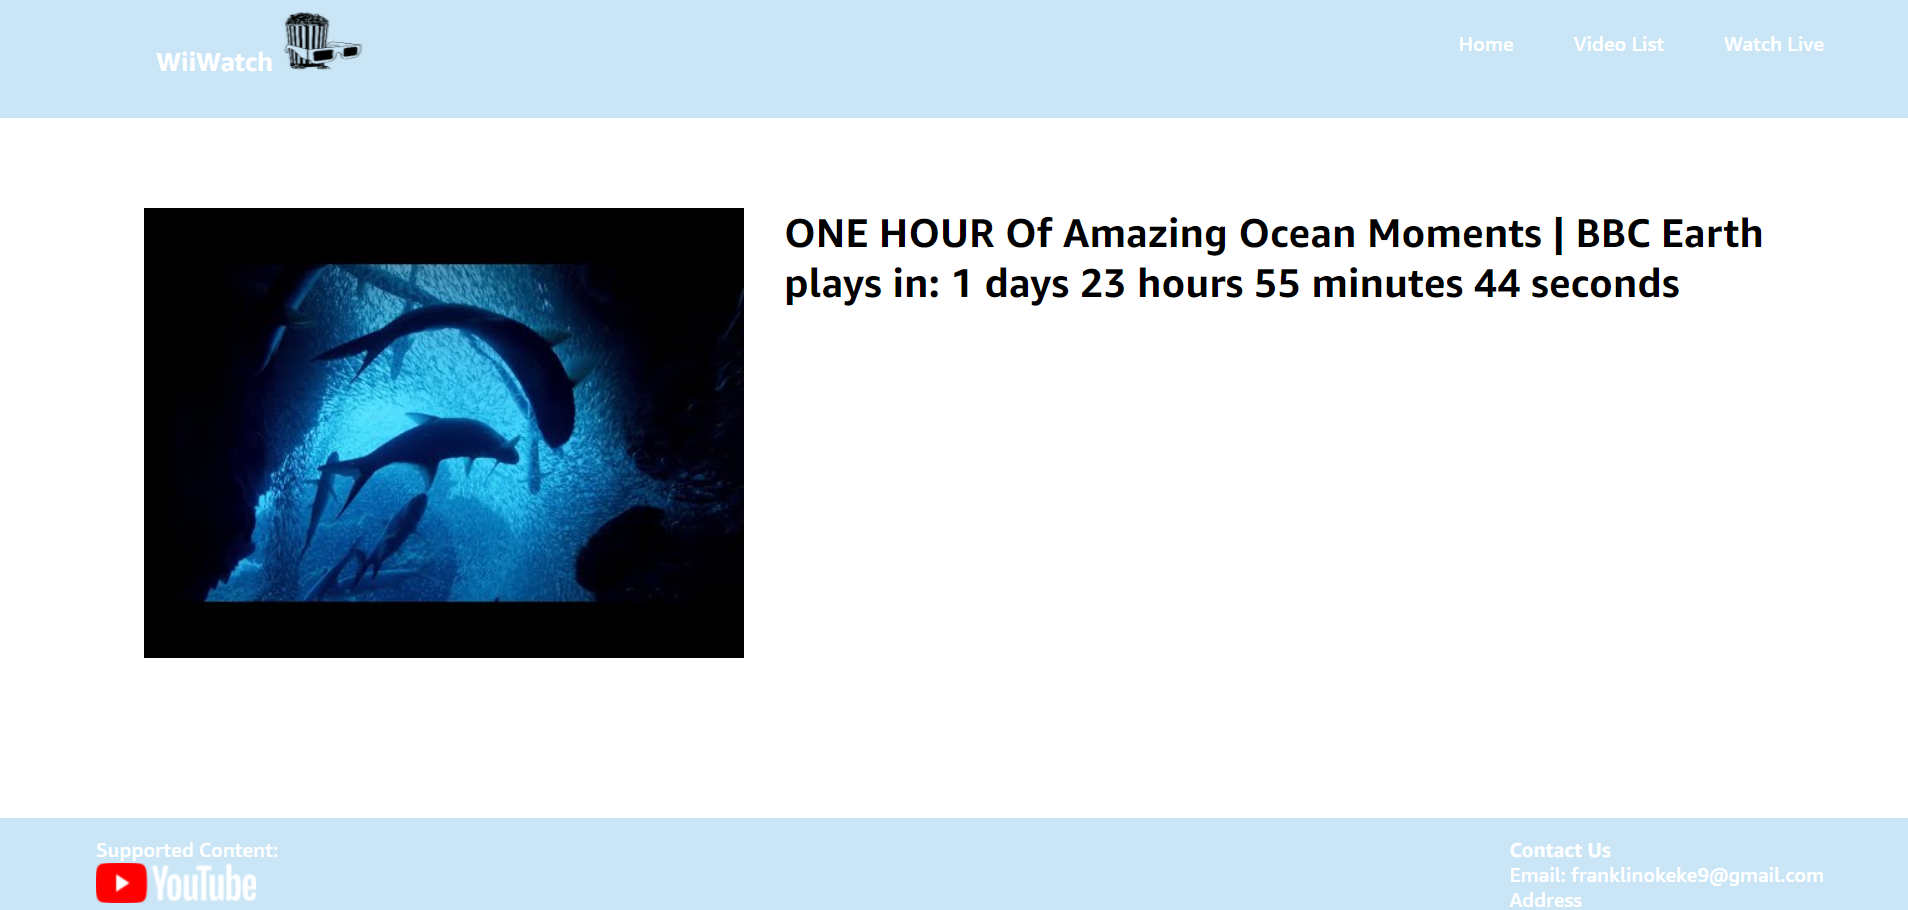 WiiWatch
Home
Video List
Watch Live
ONE HOUR Of Amazing Ocean Moments | BBC Earth
plays in: 1 days 23 hours 55 minutes 44 seconds
Supported Content:
YouTube
Contact Us
Email: franklinokeke9@gmail.com
Address